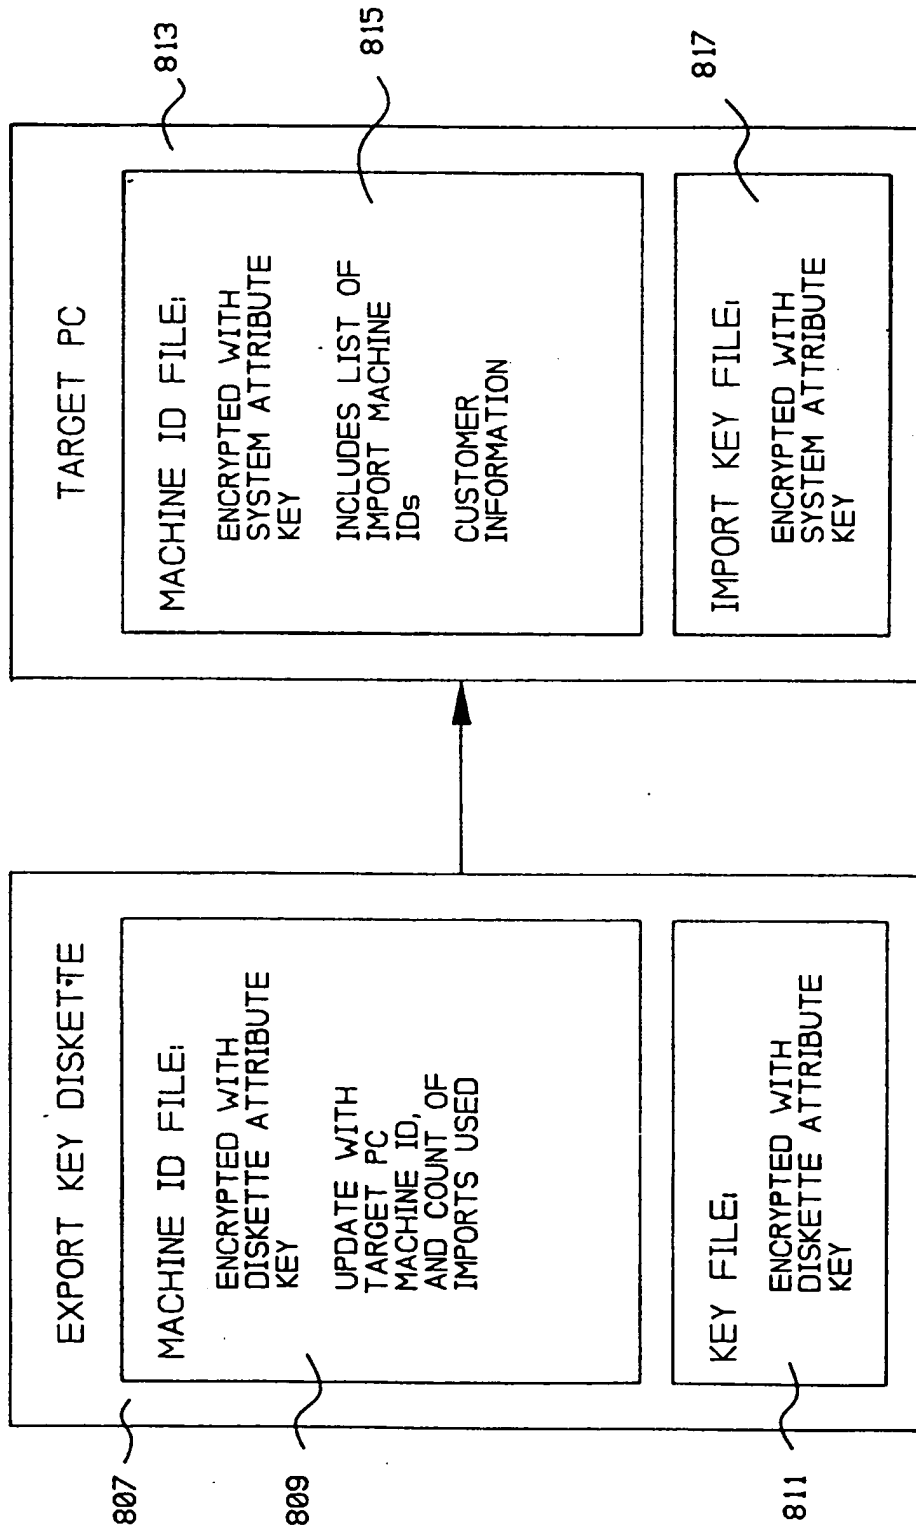 EXPORT KEY DISKETTE
MACHINE ID FILE:
ENCRYPTED WITH
DISKETTE ATTRIBUTE
KEY
UPDATE WITH
TARGET PC
MACHINE ID,
AND COUNT OF
IMPORTS USED
KEY FILE:
ENCRYPTED WITH
DISKETTE ATTRIBUTE
KEY
807
809
811
TARGET PC
MACHINE ID FILE:
ENCRYPTED WITH
SYSTEM ATTRIBUTE
KEY
INCLUDES LIST OF
IMPORT MACHINE
IDs
CUSTOMER
INFORMATION
IMPORT KEY FILE:
ENCRYPTED WITH
SYSTEM ATTRIBUTE
KEY
813
815
817